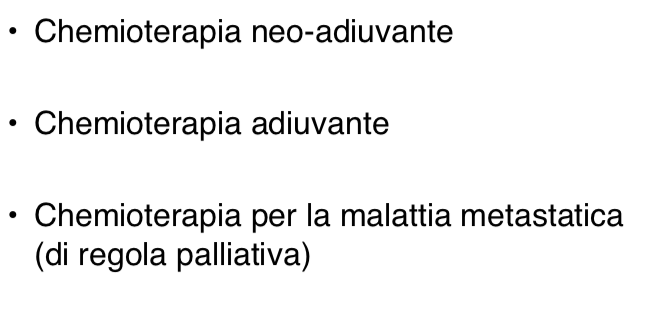 • Chemioterapia neo-adiuvante
• Chemioterapia adiuvante
• Chemioterapia per la malattia metastatica
(di regola palliativa)